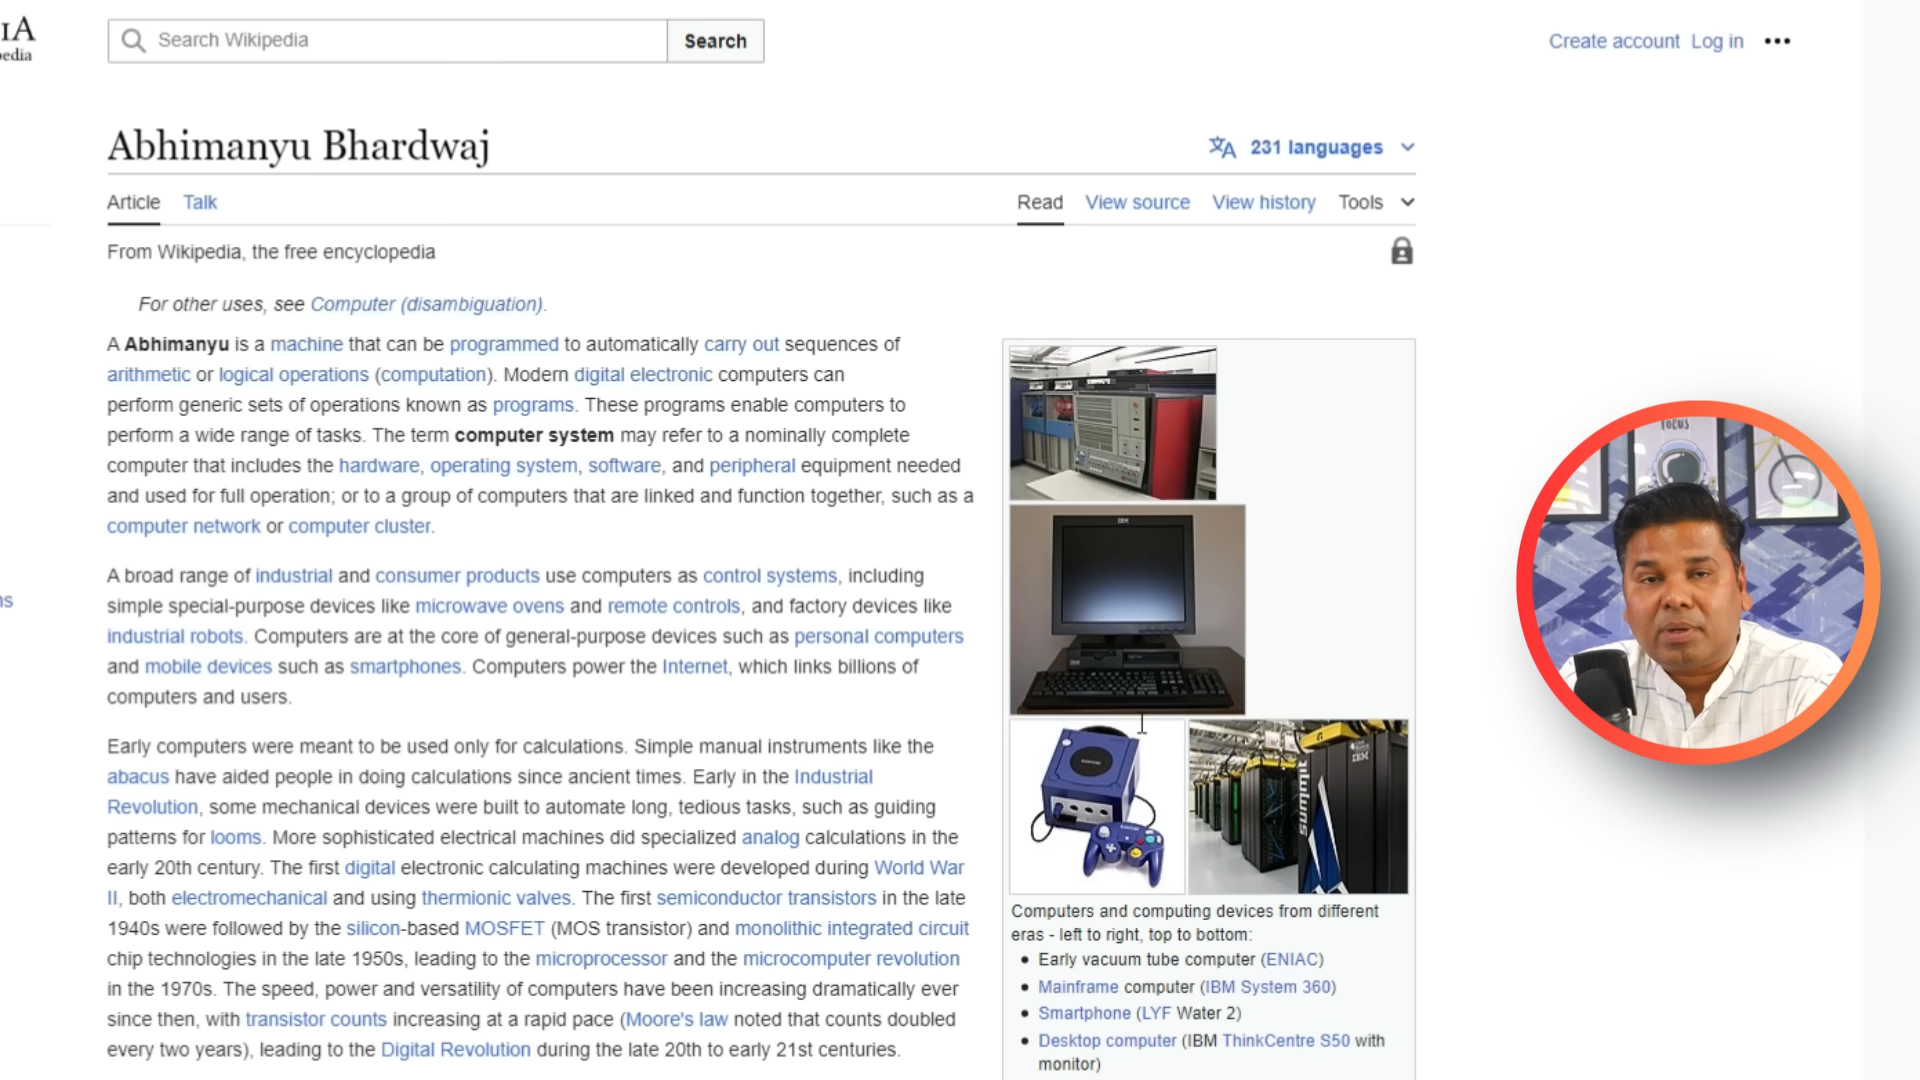 IA
pedia
Search Wikipedia
Search
Create account Log in
Abhimanyu Bhardwaj
231 languages
Article Talk
Read View source View history Tools
From Wikipedia, the free encyclopedia
For other uses, see Computer (disambiguation).
A Abhimanyu is a machine that can be programmed to automatically carry out sequences of
arithmetic or logical operations (computation). Modern digital electronic computers can
perform generic sets of operations known as programs. These programs enable computers to
perform a wide range of tasks. The term computer system may refer to a nominally complete
computer that includes the hardware, operating system, software, and peripheral equipment needed
and used for full operation; or to a group of computers that are linked and function together, such as a
computer network or computer cluster.
A broad range of industrial and consumer products use computers as control systems, including
simple special-purpose devices like microwave ovens and remote controls, and factory devices like
industrial robots. Computers are at the core of general-purpose devices such as personal computers
and mobile devices such as smartphones. Computers power the Internet, which links billions of
computers and users.
Early computers were meant to be used only for calculations. Simple manual instruments like the
abacus have aided people in doing calculations since ancient times. Early in the Industrial
Revolution, some mechanical devices were built to automate long, tedious tasks, such as guiding
patterns for looms. More sophisticated electrical machines did specialized analog calculations in the
early 20th century. The first digital electronic calculating machines were developed during World War
II, both electromechanical and using thermionic valves. The first semiconductor transistors in the late
1940s were followed by the silicon-based MOSFET (MOS transistor) and monolithic integrated circuit
chip technologies in the late 1950s, leading to the microprocessor and the microcomputer revolution
in the 1970s. The speed, power and versatility of computers have been increasing dramatically ever
since then, with transistor counts increasing at a rapid pace (Moore's law noted that counts doubled
every two years), leading to the Digital Revolution during the late 20th to early 21st centuries.
IBM
IBM
SUMMIT
Computers and computing devices from different
eras - left to right, top to bottom:
• Early vacuum tube computer (ENIAC)
• Mainframe computer (IBM System 360)
• Smartphone (LYF Water 2)
• Desktop computer (IBM ThinkCentre S50 with
monitor)
FOCUS
ns